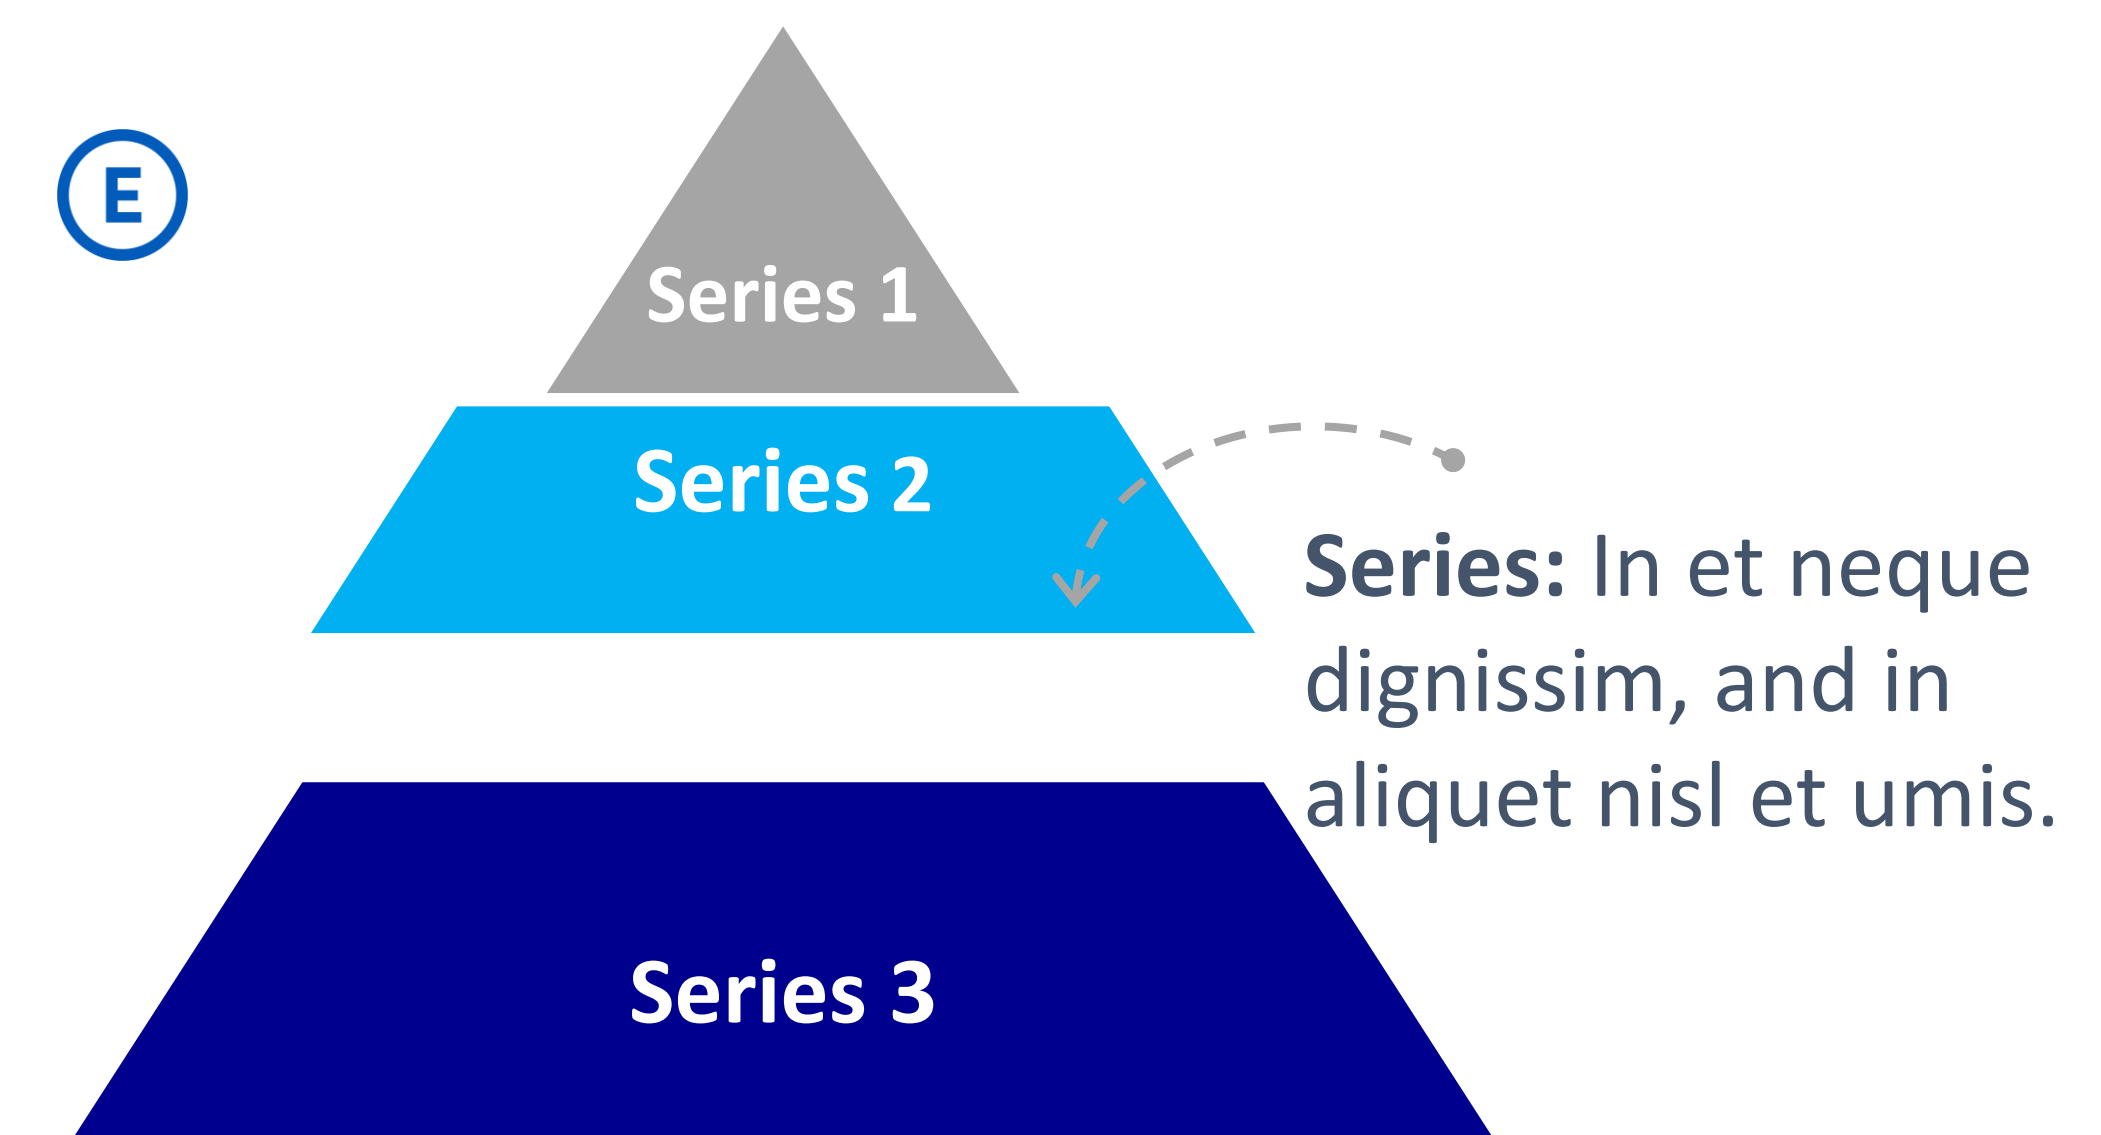 E
Series 1
Series 2
Series: In et neque
dignissim, and in
aliquet nisl et umis.
Series 3